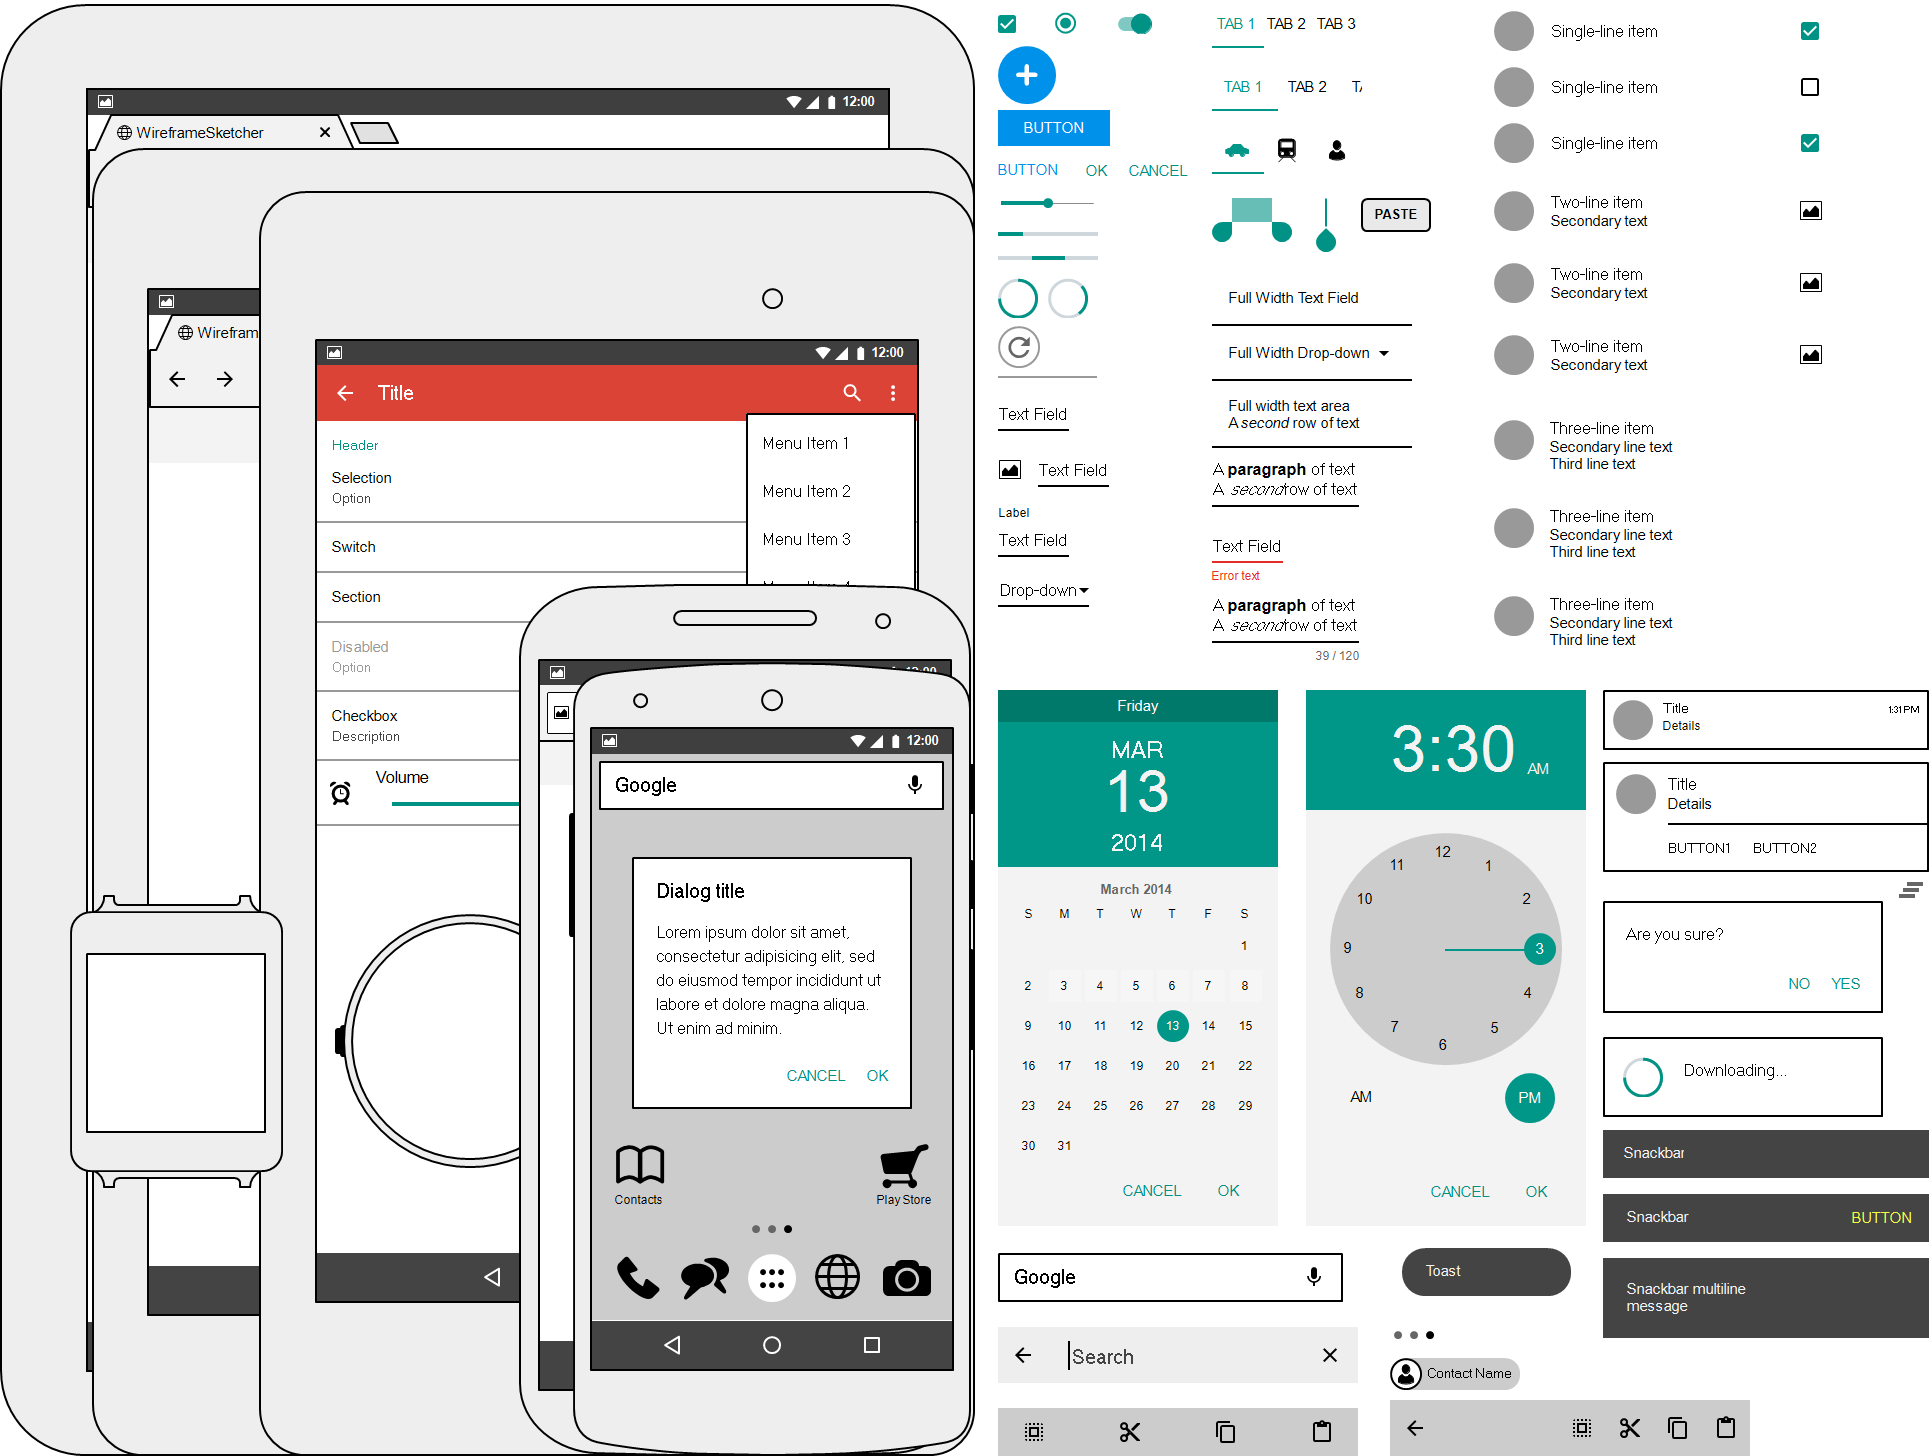 12:00
WireframeSketcher
Wirefram
12:00
Title
Header
Selection
Option
Switch
Section
Disabled
Option
Checkbox
Description
Volume
Menu Item 1
Menu Item 2
Menu Item 3
12:00
Google
Dialog title
Lorem ipsum dolor sit amet,
consectetur adipisicing elit, sed
do eiusmod tempor incididunt ut
labore et dolore magna aliqua.
Ut enim ad minim.
CANCEL OK
Contacts
Play Store
BUTTON
BUTTON OK CANCEL
Text Field
Text Field
Label
Text Field
Drop-down
TAB 1 TAB 2 TAB 3
TAB 1 TAB 2
PASTE
Full Width Text Field
Full Width Drop-down
Full width text area
A second row of text
A paragraph of text
A second row of text
Text Field
Error text
A paragraph of text
A second row of text
39 / 120
Single-line item
Single-line item
Single-line item
Two-line item
Secondary text
Two-line item
Secondary text
Two-line item
Secondary text
Three-line item
Secondary line text
Third line text
Three-line item
Secondary line text
Third line text
Three-line item
Secondary line text
Third line text
Friday
MAR
13
2014
March 2014
S M T W T F S
1
2 3 4 5 6 7 8
9 10 11 12 13 14 15
16 17 18 19 20 21 22
23 24 25 26 27 28 29
30 31
CANCEL OK
3:30 AM
12
1
2
3
4
5
6
7
8
9
10
11
AM PM
CANCEL OK
Title 1:31 PM
Details
Title
Details
BUTTON1 BUTTON2
Are you sure?
NO YES
Downloading...
Snackbar
Snackbar BUTTON
Snackbar multiline
message
Google
Search
Toast
Contact Name